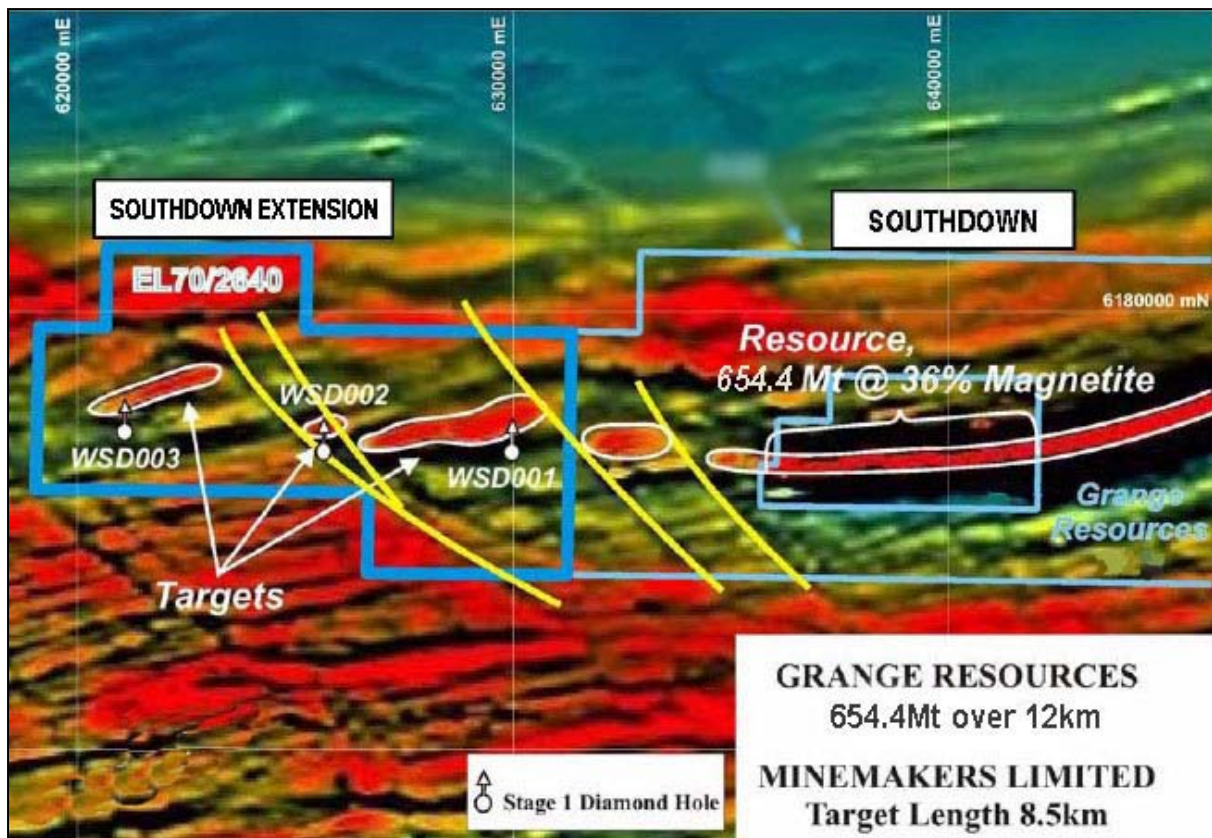 620000 mE
630000 mE
640000 mE
SOUTHDOWN EXTENSION
SOUTHDOWN
EL70/2640
6180000 mN
Resource,
654.4 Mt @ 36% Magnetite
WSD002
WSD003
WSD001
Grange
Resources
Targets
GRANGE RESOURCES
654.4Mt over 12km
Stage 1 Diamond Hole
MINEMAKERS LIMITED
Target Length 8.5km